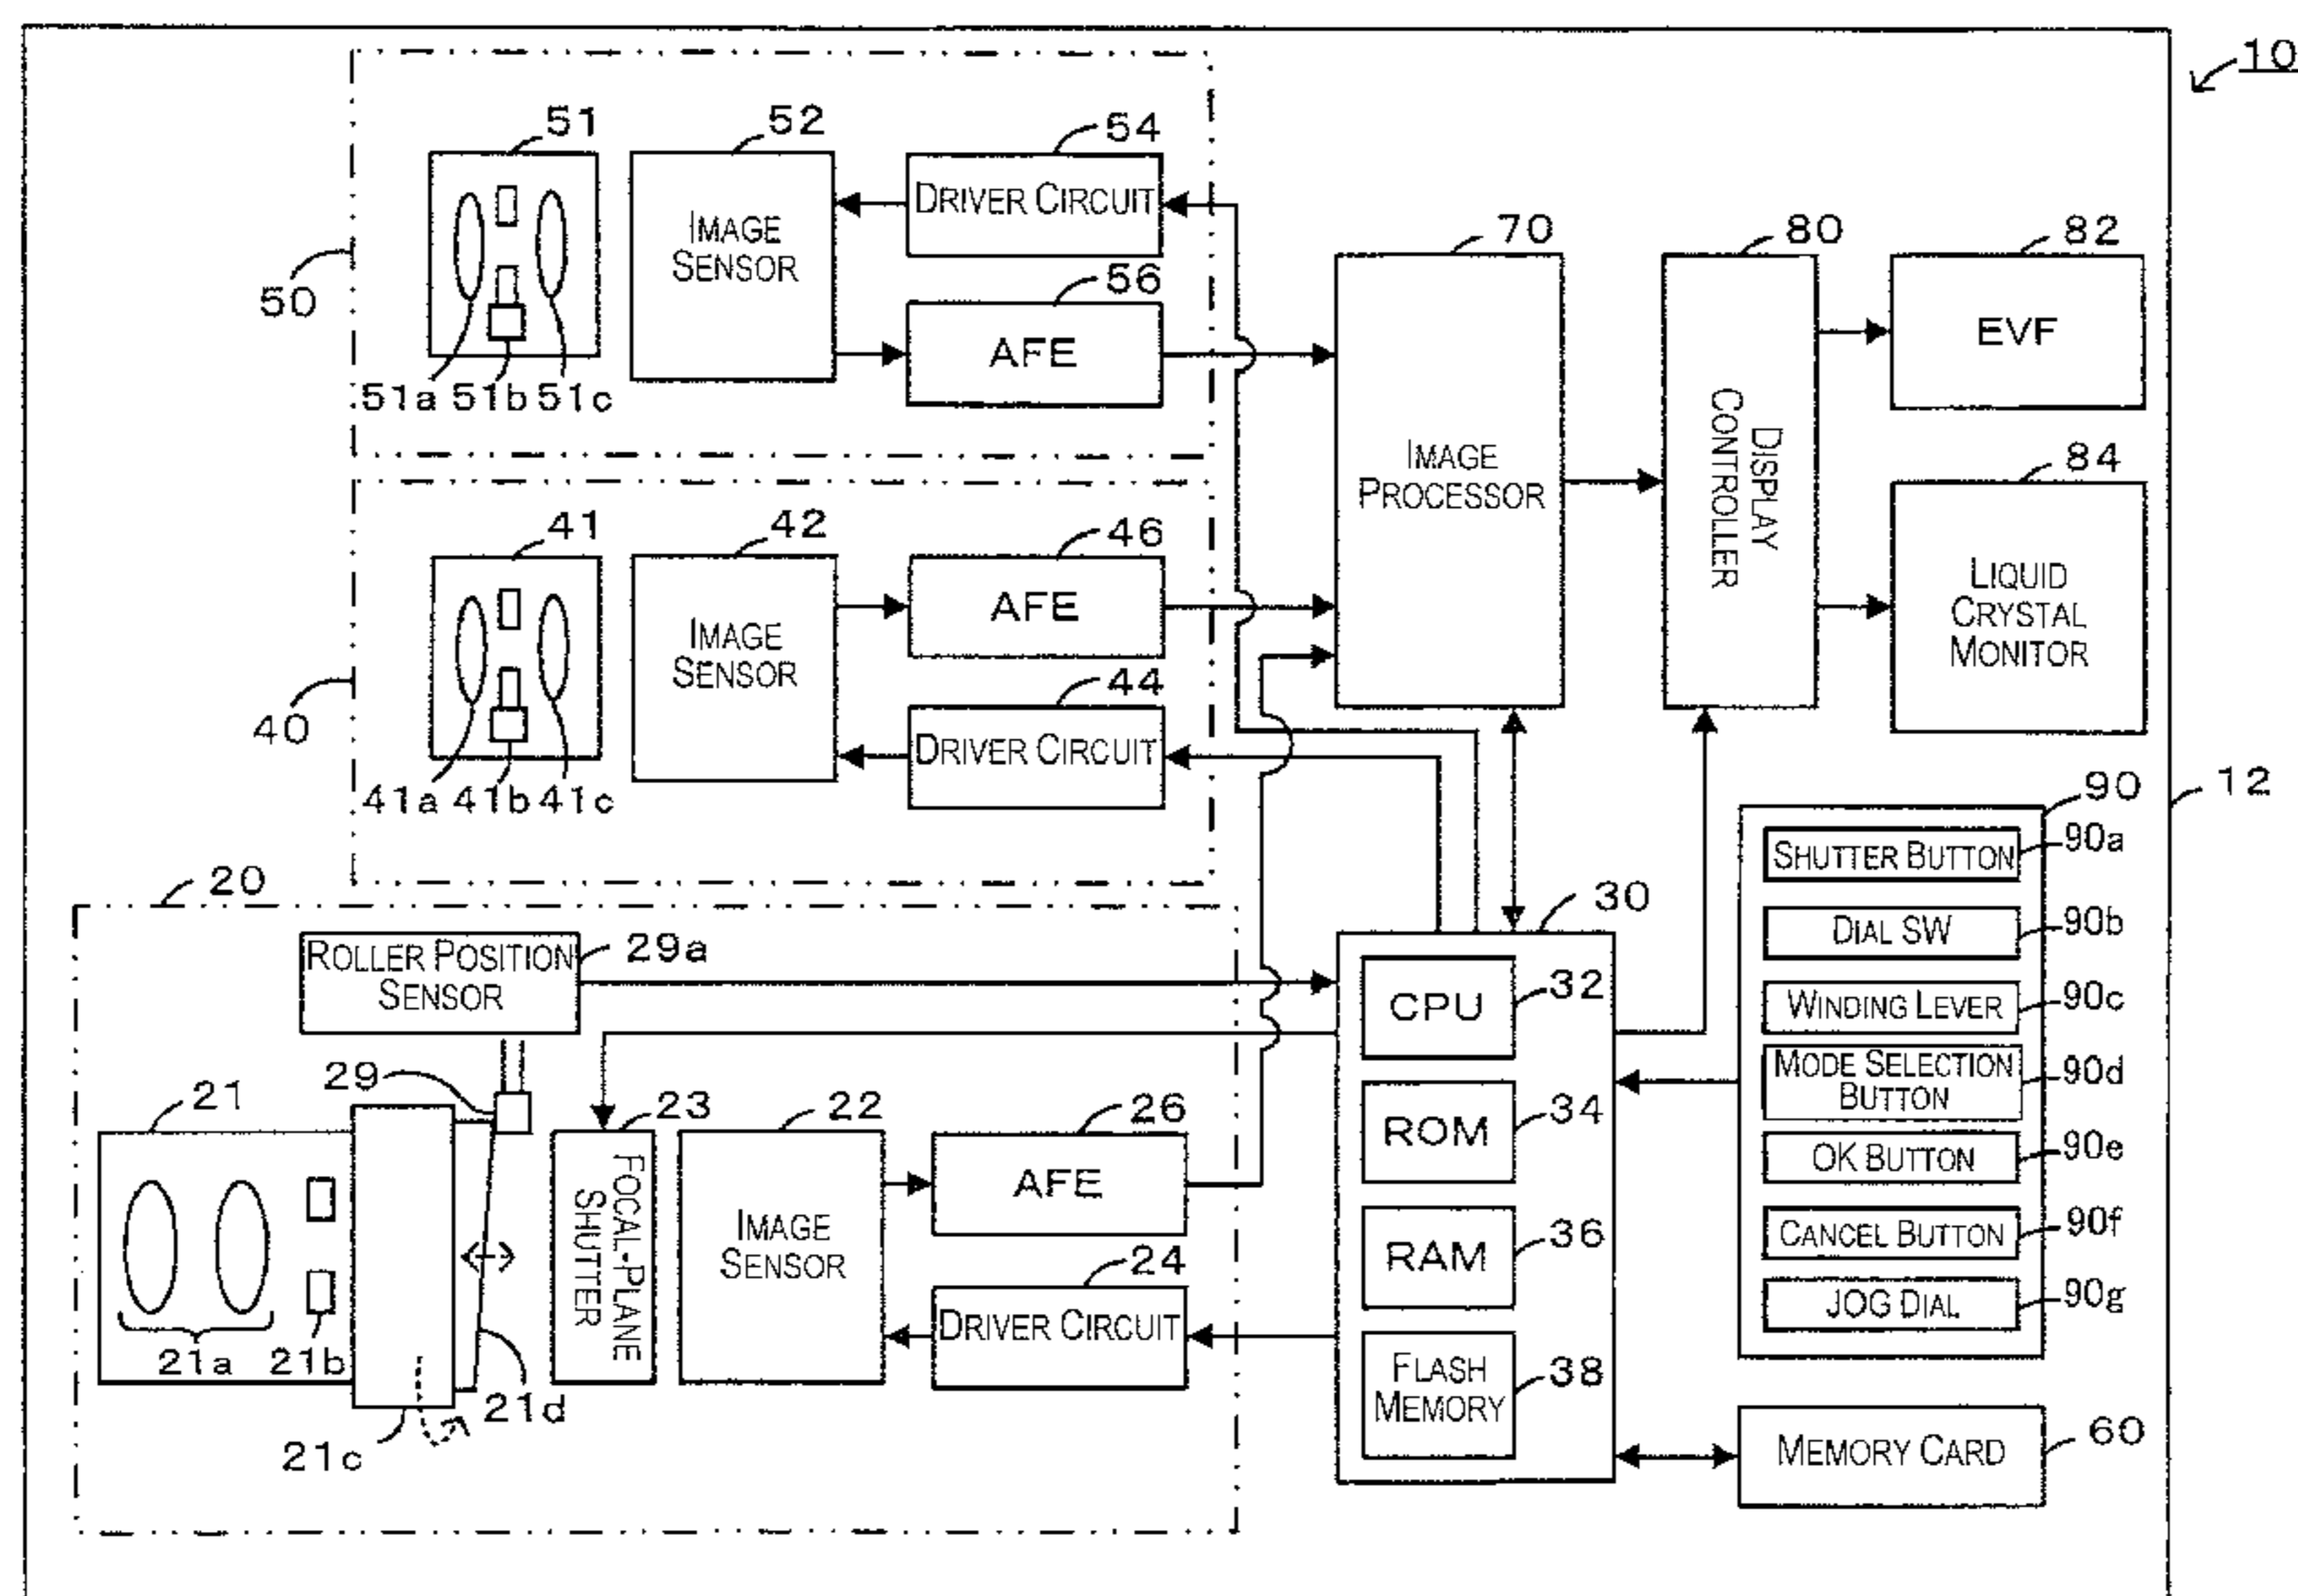 10
51
52
54
IMAGE
SENSOR
DRIVER CIRCUIT
50
56
AFE
51a 51b 51c
70
80
82
IMAGE
PROCESSOR
DISPLAY
CONTROLLER
EVF
84
LIQUID
CRYSTAL
MONITOR
41
42
46
IMAGE
SENSOR
AFE
40
44
DRIVER CIRCUIT
41a 41b 41c
12
90
SHUTTER BUTTON
90a
DIAL SW
90b
WINDING LEVER
90c
MODE SELECTION
BUTTON
90d
OK BUTTON
90e
CANCEL BUTTON
90f
JOG DIAL
90g
20
ROLLER POSITION
SENSOR
29a
29
21
23
22
26
FOCAL-PLANE
SHUTTER
IMAGE
SENSOR
AFE
24
DRIVER CIRCUIT
21a 21b
21d
21c
30
CPU
32
ROM
34
RAM
36
FLASH
MEMORY
38
MEMORY CARD
60